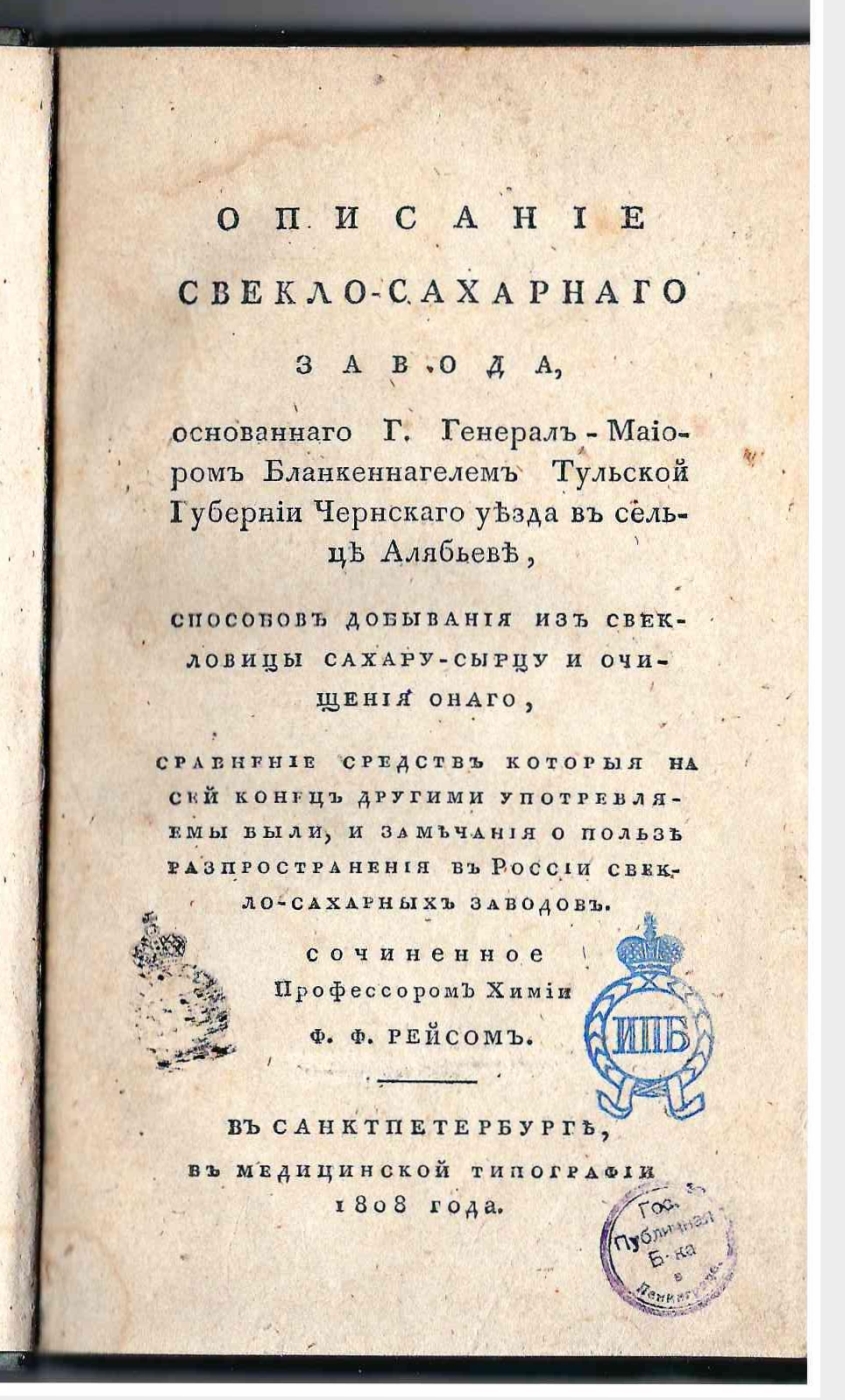 ОПИСАНІЕ
СВЕКЛО-САХАРНАГО
ЗАВОДА,
основаннаго Г. Генералъ-Маіо-
ромъ Бланкеннагелемъ Тульской
Губерніи Чернскаго уѣзда въ сель-
цѣ Алябьевѣ,
СПОСОБОВЪ ДОБЫВАНІЯ ИЗЪ СВЕК-
ЛОВИЦЫ САХАРУ-СЫРЦУ И ОЧИ-
ЩЕНІЯ ОНАГО,
СРАВНЕНІЕ СРЕДСТВЪ КОТОРЫЯ НА
СЕЙ КОНЕЦЪ ДРУГИМИ УПОТРЕБЛЯ-
ЕМЫ БЫЛИ, И ЗАМѢЧАНІЯ О ПОЛЬЗѢ
РАЗПРОСТРАНЕНІЯ ВЪ РОССІИ СВЕК-
ЛО-САХАРНЫХЪ ЗАВОДОВЪ.
СОЧИНЕННОЕ
Профессоромъ Химіи
Ф. Ф. РЕЙСОМЪ.
ИПБ
ВЪ САНКТПЕТЕРБУРГѢ,
ВЪ МЕДИЦИНСКОЙ ТИПОГРАФІИ
1808 года.
Гос.
Публичная
Б-ка
в
Ленинграде.